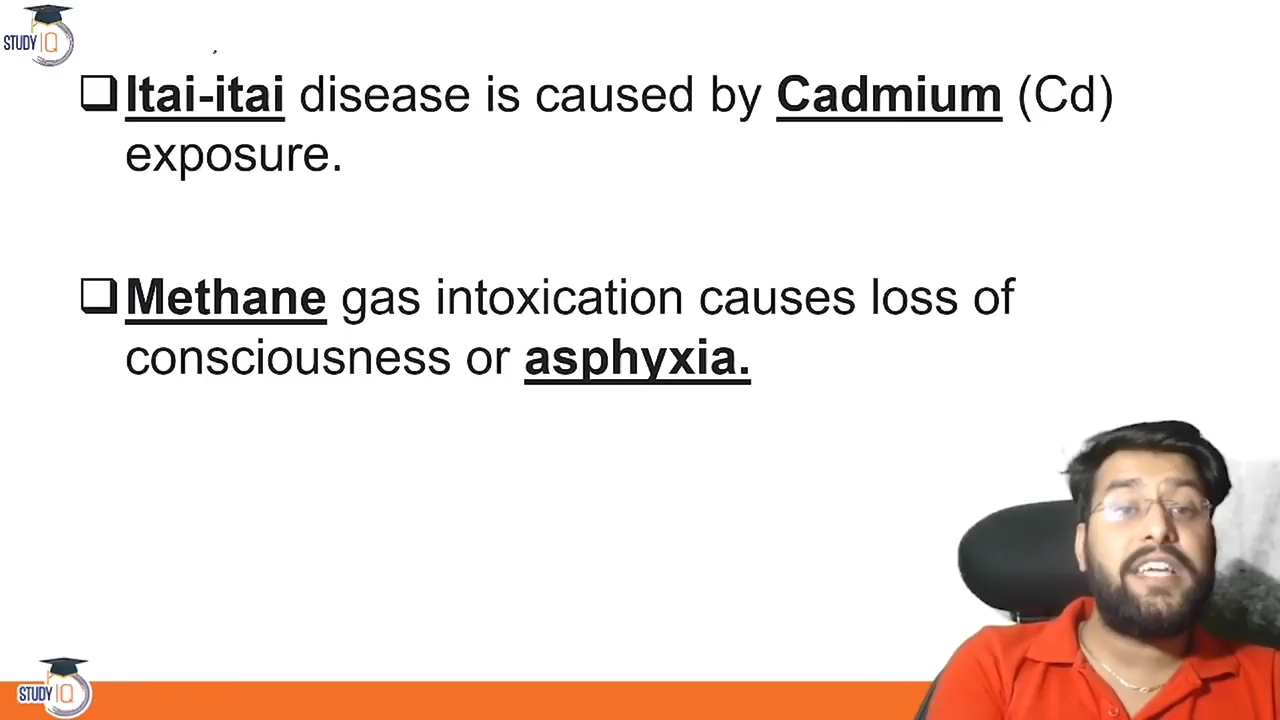 STUDY IQ
Itai-itai disease is caused by Cadmium (Cd)
exposure.
Methane gas intoxication causes loss of
consciousness or asphyxia.
STUDY IQ